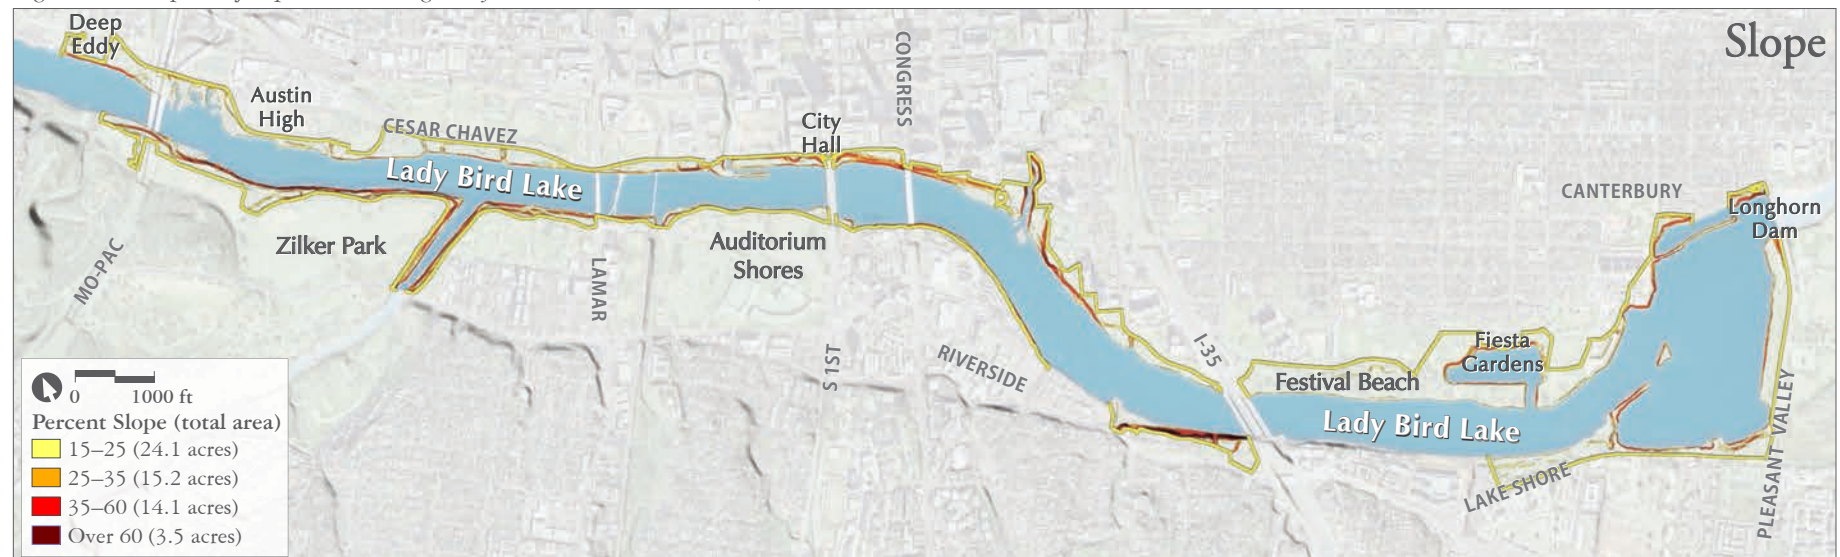 Slope
Deep
Eddy
Austin
High
CESAR CHAVEZ
City
Hall
CONGRESS
Lady Bird Lake
CANTERBURY
Longhorn
Dam
MO-PAC
Zilker Park
LAMAR
Auditorium
Shores
S 1ST
RIVERSIDE
I-35
Festival Beach
Fiesta
Gardens
Lady Bird Lake
LAKE SHORE
PLEASANT VALLEY
0 1000 ft
Percent Slope (total area)
15–25 (24.1 acres)
25–35 (15.2 acres)
35–60 (14.1 acres)
Over 60 (3.5 acres)